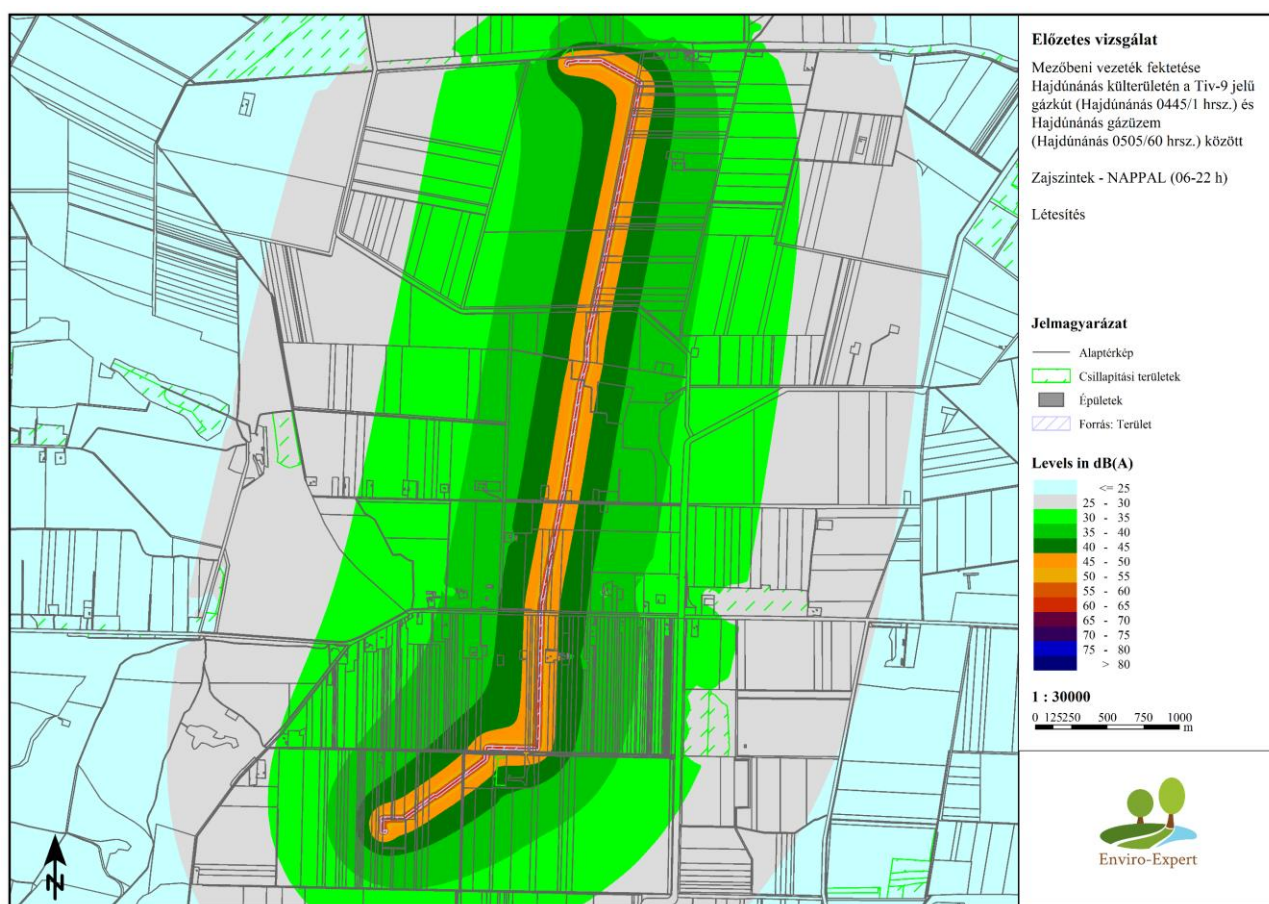 Előzetes vizsgálat
Mezőbeni vezeték fektetése
Hajdúnánás külterületén a Tiv-9 jelű
gázkút (Hajdúnánás 0445/1 hrsz.) és
Hajdúnánás gázüzem
(Hajdúnánás 0505/60 hrsz.) között
Zajszintek - NAPPAL (06-22 h)
Létesítés
Jelmagyarázat
Alaptérkép
Csillapítási területek
Épületek
Forrás: Terület
Levels in dB(A)
<= 25
25 - 30
30 - 35
35 - 40
40 - 45
45 - 50
50 - 55
55 - 60
60 - 65
65 - 70
70 - 75
75 - 80
> 80
1 : 30000
0 125250 500 750 1000
m
Enviro-Expert
N